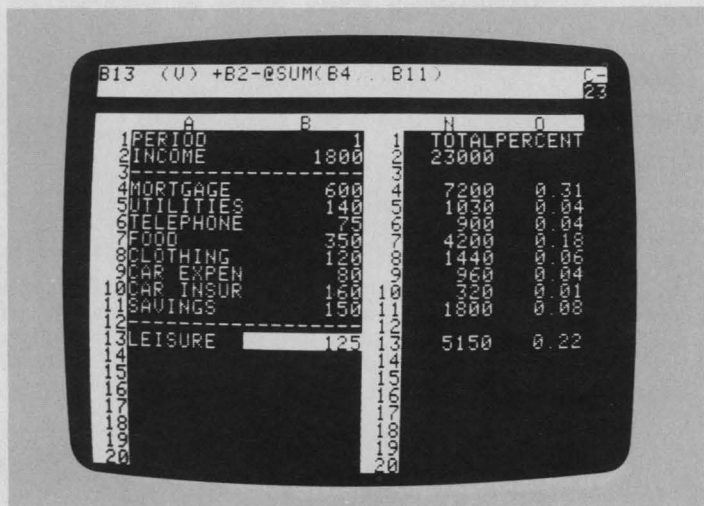 B13 (V) +B2-@SUM(B4...B11) C-
23
A B N O
1PERIOD 1 1 TOTALPERCENT
2INCOME 1800 2 23000
3-------------------- 3
4MORTGAGE 600 4 7200 0.31
5UTILITIES 140 5 1030 0.04
6TELEPHONE 75 6 900 0.04
7FOOD 350 7 4200 0.18
8CLOTHING 120 8 1440 0.06
9CAR EXPEN 80 9 960 0.04
10CAR INSUR 160 10 320 0.01
11SAVINGS 150 11 1800 0.08
12-------------------- 12
13LEISURE 125 13 5150 0.22
14 14
15 15
16 16
17 17
18 18
19 19
20 20